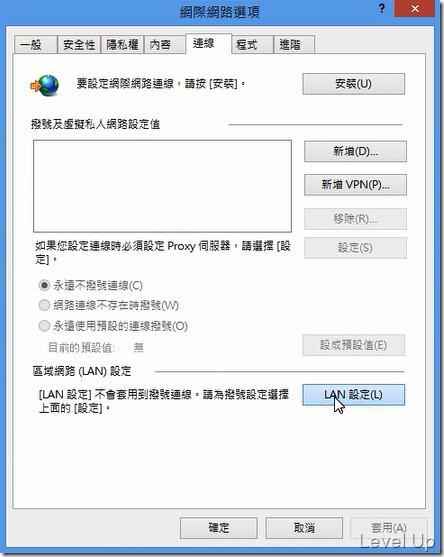 網際網路選項
?
一般 安全性 隱私權 內容 連線 程式 進階
要設定網際網路連線，請按 [安裝]。
安裝(U)
撥號及虛擬私人網路設定值
新增(D)...
新增 VPN(P)...
移除(R)...
如果您設定連線時必須設定 Proxy 伺服器，請選擇 [設
定]。
設定(S)
永遠不撥號連線(C)
網路連線不存在時撥號(W)
永遠使用預設的連線撥號(O)
目前的預設值: 無
設成預設值(E)
區域網路 (LAN) 設定
[LAN 設定] 不會套用到撥號連線。請為撥號設定選擇
上面的 [設定]。
LAN 設定(L)
確定 取消 套用(A)
Level Up